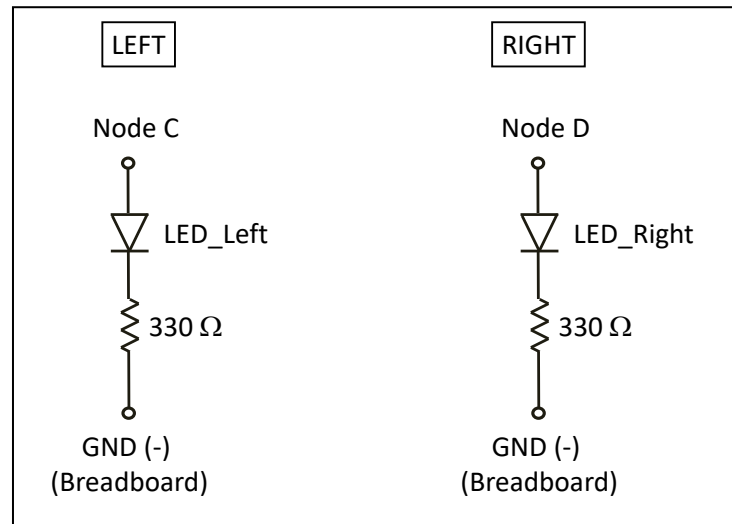 LEFT
RIGHT
Node C
Node D
LED_Left
LED_Right
330 Ω
330 Ω
GND (-)
(Breadboard)
GND (-)
(Breadboard)